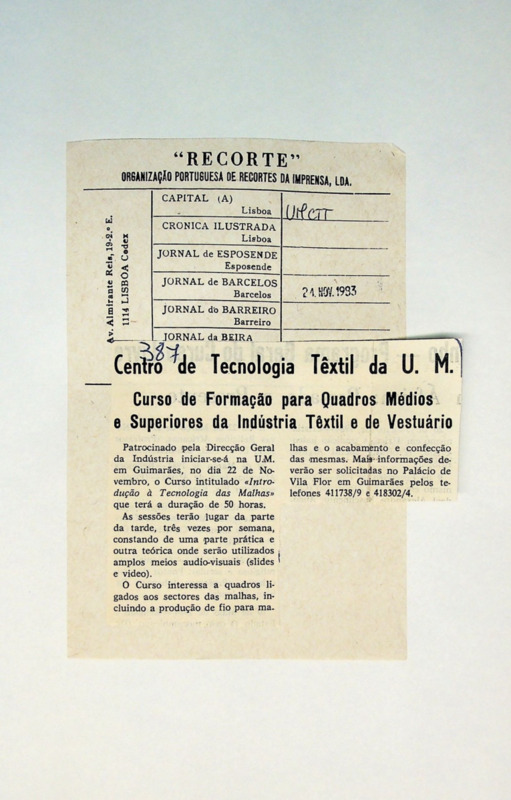 “RECORTE”
ORGANIZAÇÃO PORTUGUESA DE RECORTES DA IMPRENSA, LDA.
Av. Almirante Reis, 19-2.º E.
1114 LISBOA Codex
CAPITAL (A)
Lisboa
CRONICA ILUSTRADA
Lisboa
JORNAL de ESPOSENDE
Esposende
JORNAL de BARCELOS
Barcelos
24. NOV. 1993
JORNAL do BARREIRO
Barreiro
JORNAL da BEIRA
387
Centro de Tecnologia Têxtil da U. M.
Curso de Formação para Quadros Médios
e Superiores da Indústria Têxtil e de Vestuário
Patrocinado pela Direcção Geral
da Indústria iniciar-se-á na U.M.
em Guimarães, no dia 22 de No-
vembro, o Curso intitulado «Intro-
dução à Tecnologia das Malhas»
que terá a duração de 50 horas.
As sessões terão lugar da parte
da tarde, três vezes por semana,
constando de uma parte prática e
outra teórica onde serão utilizados
amplos meios audio-visuais (slides
e video).
O Curso interessa a quadros li-
gados aos sectores das malhas, in-
cluindo a produção de fio para ma-
lhas e o acabamento e confecção
das mesmas. Mais informações de-
verão ser solicitadas no Palácio de
Vila Flor em Guimarães pelos te-
lefones 411738/9 e 418302/4.